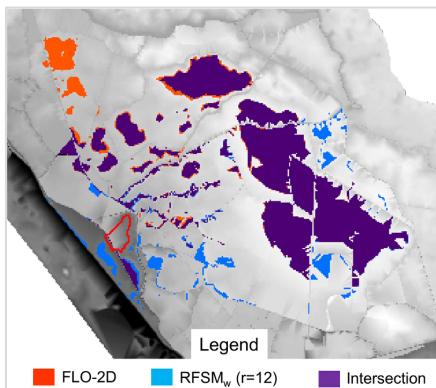 Legend
FLO-2D RFSMw (r=12) Intersection